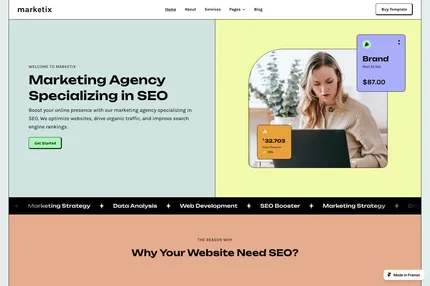 marketix
Home About Services Pages Blog
Buy Template
WELCOME TO MARKETIX
Marketing Agency
Specializing in SEO
Boost your online presence with our marketing agency specializing in
SEO. We optimize websites, drive organic traffic, and improve search
engine rankings.
Get Started
Brand
$87.00
32.703
Marketing Strategy Data Analysis Web Development SEO Booster Marketing Strategy
THE REASON WHY
Why Your Website Need SEO?
Made in Framer